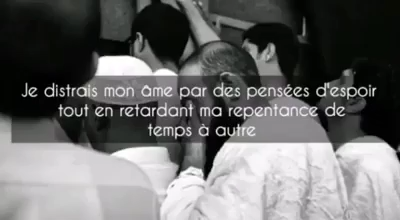 Je distrais mon âme par des pensées d'espoir
tout en retardant ma repentance de
temps à autre